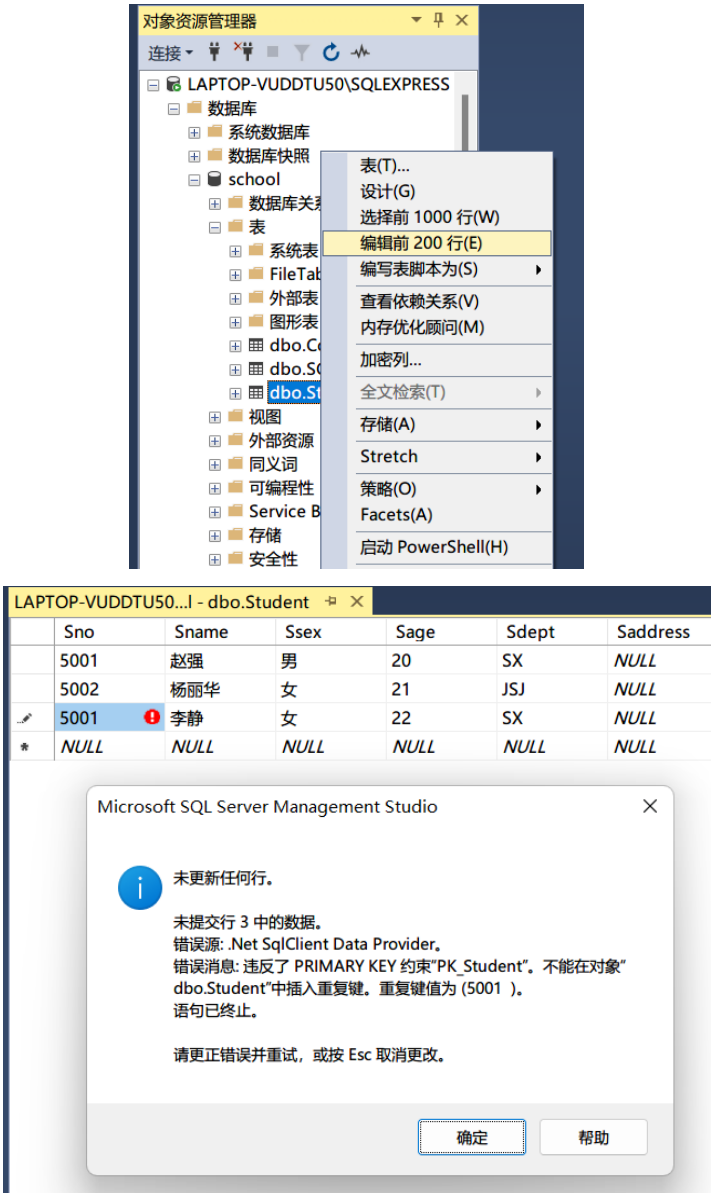 对象资源管理器
连接
LAPTOP-VUDDTU50\SQLEXPRESS
数据库
系统数据库
数据库快照
school
数据库关
表
系统表
FileTab
外部表
图形表
dbo.Co
dbo.SC
dbo.St
视图
外部资源
同义词
可编程性
Service B
存储
安全性
表(T)...
设计(G)
选择前 1000 行(W)
编辑前 200 行(E)
编写表脚本为(S)
查看依赖关系(V)
内存优化顾问(M)
加密列...
全文检索(T)
存储(A)
Stretch
策略(O)
Facets(A)
启动 PowerShell(H)
LAPTOP-VUDDTU50...l - dbo.Student
Sno Sname Ssex Sage Sdept Saddress
5001 赵强 男 20 SX NULL
5002 杨丽华 女 21 JSJ NULL
5001 李静 女 22 SX NULL
NULL NULL NULL NULL NULL NULL
Microsoft SQL Server Management Studio
未更新任何行。
未提交行 3 中的数据。
错误源: .Net SqlClient Data Provider。
错误消息: 违反了 PRIMARY KEY 约束“PK_Student”。不能在对象“
dbo.Student”中插入重复键。重复键值为 (5001 )。
语句已终止。
请更正错误并重试，或按 Esc 取消更改。
确定
帮助